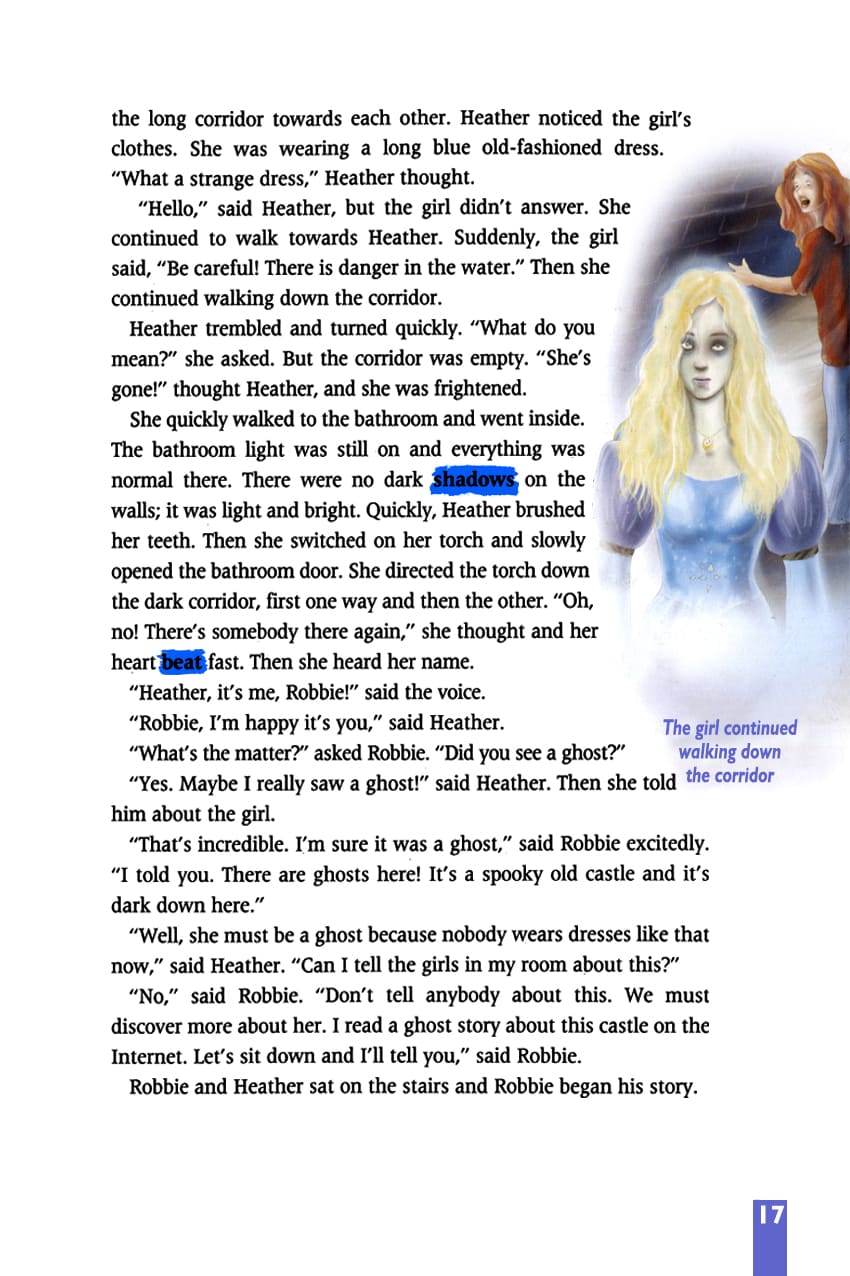 the long corridor towards each other. Heather noticed the girl's
clothes. She was wearing a long blue old-fashioned dress.
“What a strange dress,” Heather thought.
“Hello,” said Heather, but the girl didn't answer. She
continued to walk towards Heather. Suddenly, the girl
said, “Be careful! There is danger in the water.” Then she
continued walking down the corridor.
Heather trembled and turned quickly. “What do you
mean?” she asked. But the corridor was empty. “She's
gone!” thought Heather, and she was frightened.
She quickly walked to the bathroom and went inside.
The bathroom light was still on and everything was
normal there. There were no dark shadows on the
walls; it was light and bright. Quickly, Heather brushed
her teeth. Then she switched on her torch and slowly
opened the bathroom door. She directed the torch down
the dark corridor, first one way and then the other. “Oh,
no! There's somebody there again,” she thought and her
heart beat fast. Then she heard her name.
“Heather, it's me, Robbie!” said the voice.
“Robbie, I'm happy it's you,” said Heather.
“What's the matter?” asked Robbie. “Did you see a ghost?”
“Yes. Maybe I really saw a ghost!” said Heather. Then she told
him about the girl.
“That's incredible. I'm sure it was a ghost,” said Robbie excitedly.
“I told you. There are ghosts here! It's a spooky old castle and it's
dark down here.”
“Well, she must be a ghost because nobody wears dresses like that
now,” said Heather. “Can I tell the girls in my room about this?”
“No,” said Robbie. “Don't tell anybody about this. We must
discover more about her. I read a ghost story about this castle on the
Internet. Let's sit down and I'll tell you,” said Robbie.
Robbie and Heather sat on the stairs and Robbie began his story.
The girl continued
walking down
the corridor
17